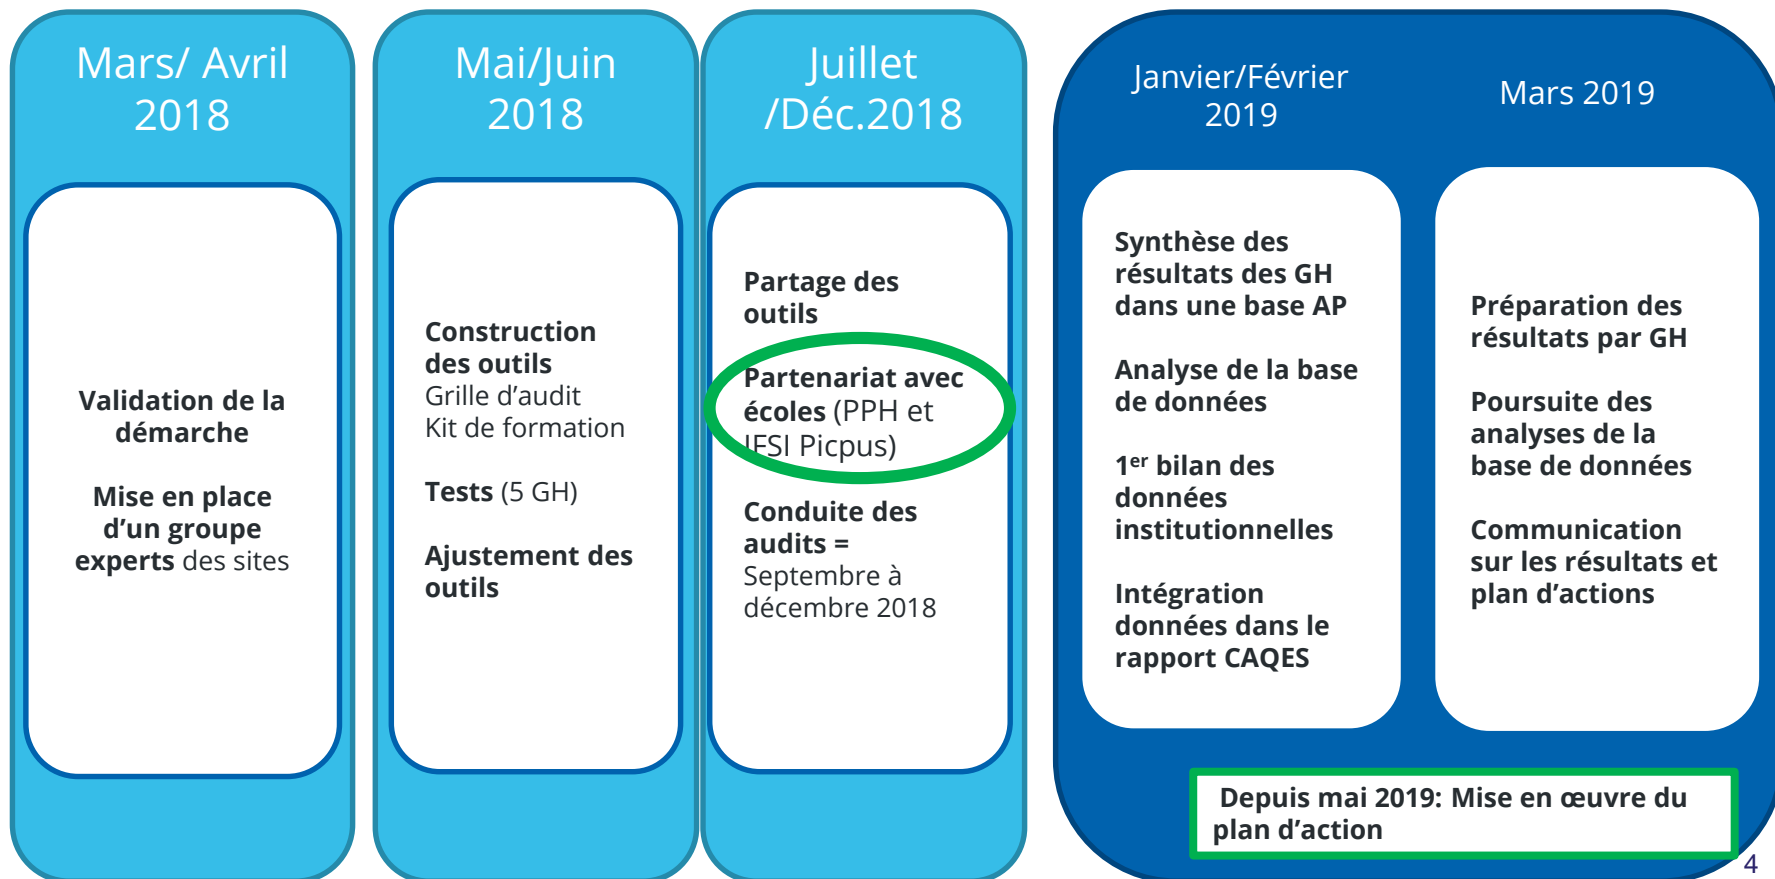 Mars/ Avril
2018
Validation de la
démarche
Mise en place
d’un groupe
experts des sites
Mai/Juin
2018
Construction
des outils
Grille d’audit
Kit de formation
Tests (5 GH)
Ajustement des
outils
Juillet
/Déc.2018
Partage des
outils
Partenariat avec
écoles (PPH et
IFSI Picpus)
Conduite des
audits =
Septembre à
décembre 2018
Janvier/Février
2019
Synthèse des
résultats des GH
dans une base AP
Analyse de la base
de données
1er bilan des
données
institutionnelles
Intégration
données dans le
rapport CAQES
Mars 2019
Préparation des
résultats par GH
Poursuite des
analyses de la
base de données
Communication
sur les résultats et
plan d’actions
Depuis mai 2019: Mise en œuvre du
plan d’action
4